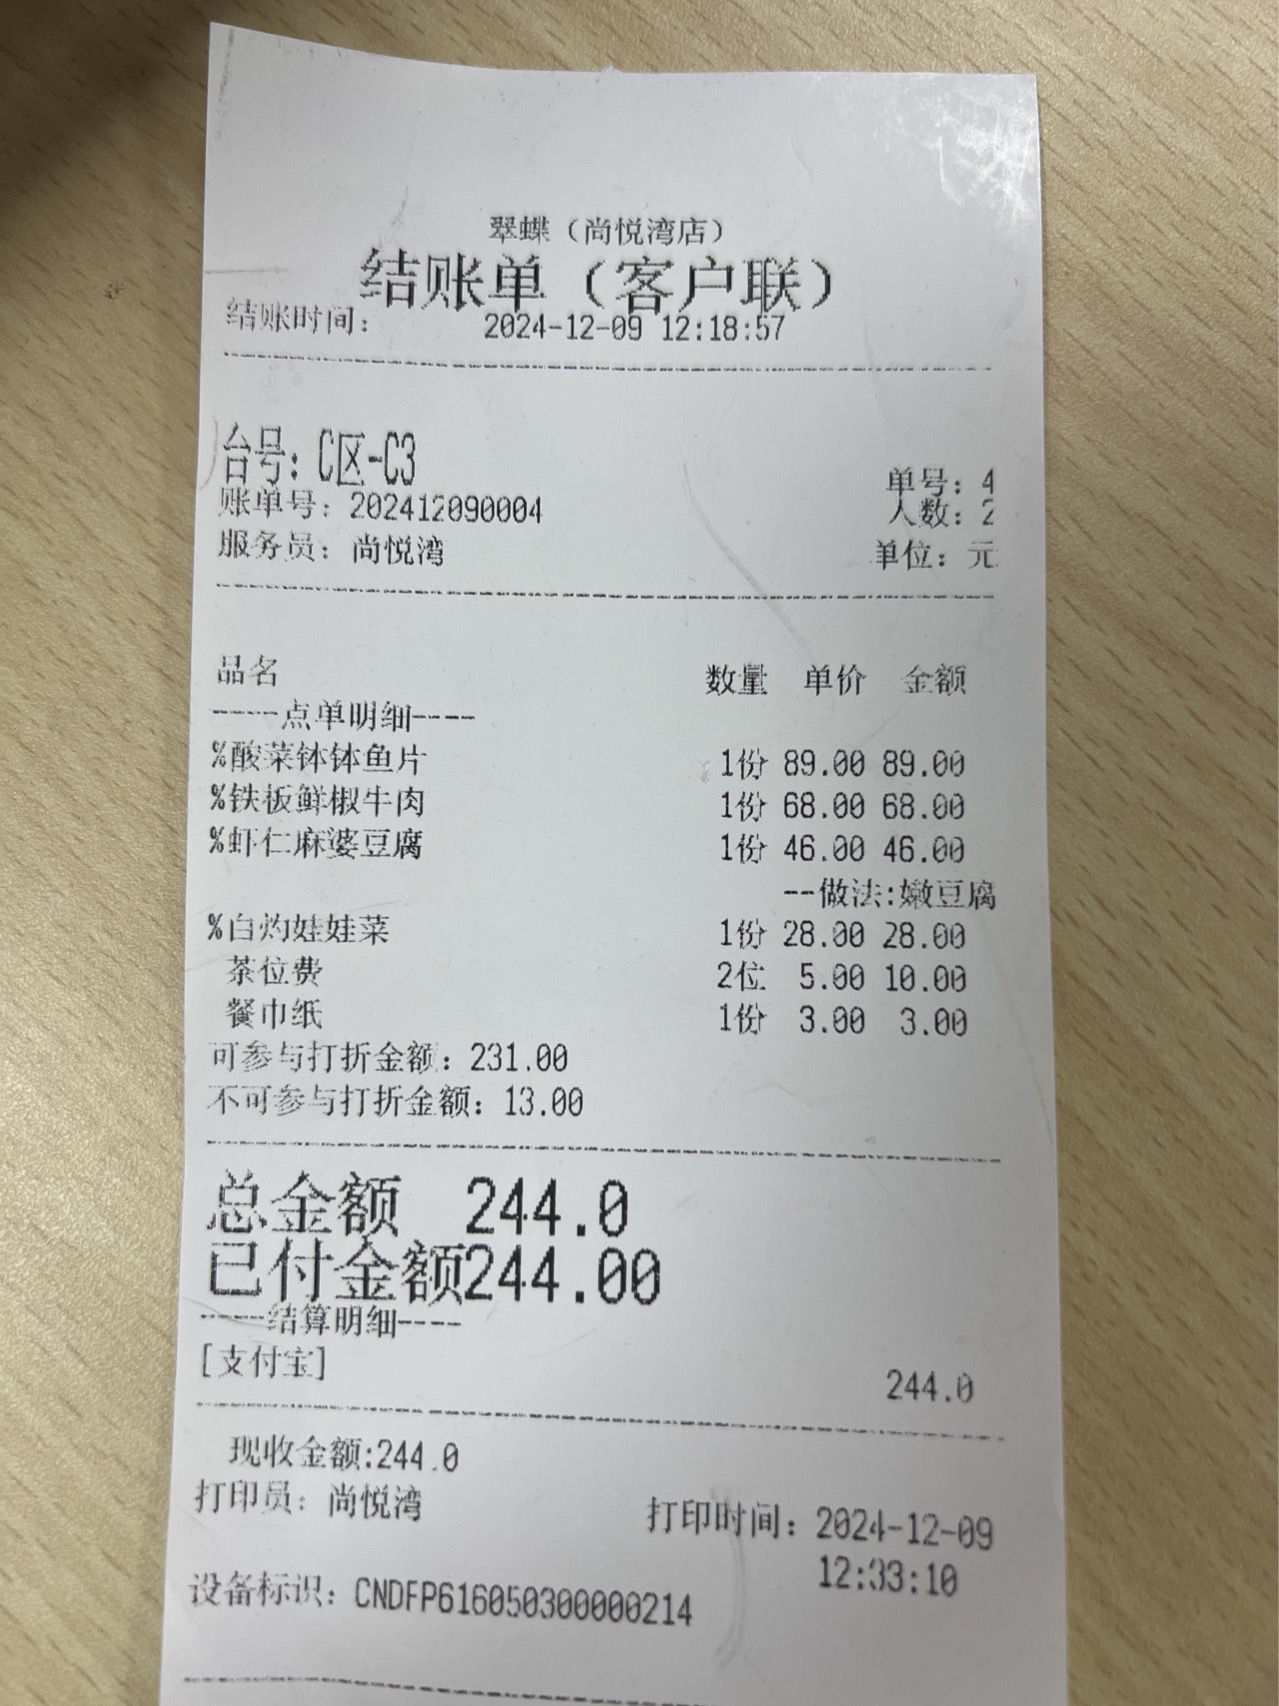 翠蝶（尚悦湾店）
结账单（客户联）
结账时间： 2024-12-09 12:18:57
台号：C区-C3
单号：4
账单号：202412090004 人数：2
服务员：尚悦湾 单位：元
品名 数量 单价 金额
----点单明细----
%酸菜钵钵鱼片 1份 89.00 89.00
%铁板鲜椒牛肉 1份 68.00 68.00
%虾仁麻婆豆腐 1份 46.00 46.00
--做法:嫩豆腐
%白灼娃娃菜 1份 28.00 28.00
茶位费 2位 5.00 10.00
餐巾纸 1份 3.00 3.00
可参与打折金额：231.00
不可参与打折金额：13.00
总金额 244.0
已付金额244.00
----结算明细----
[支付宝] 244.0
现收金额:244.0
打印员：尚悦湾 打印时间：2024-12-09
12:33:10
设备标识：CNDFP616050300000214